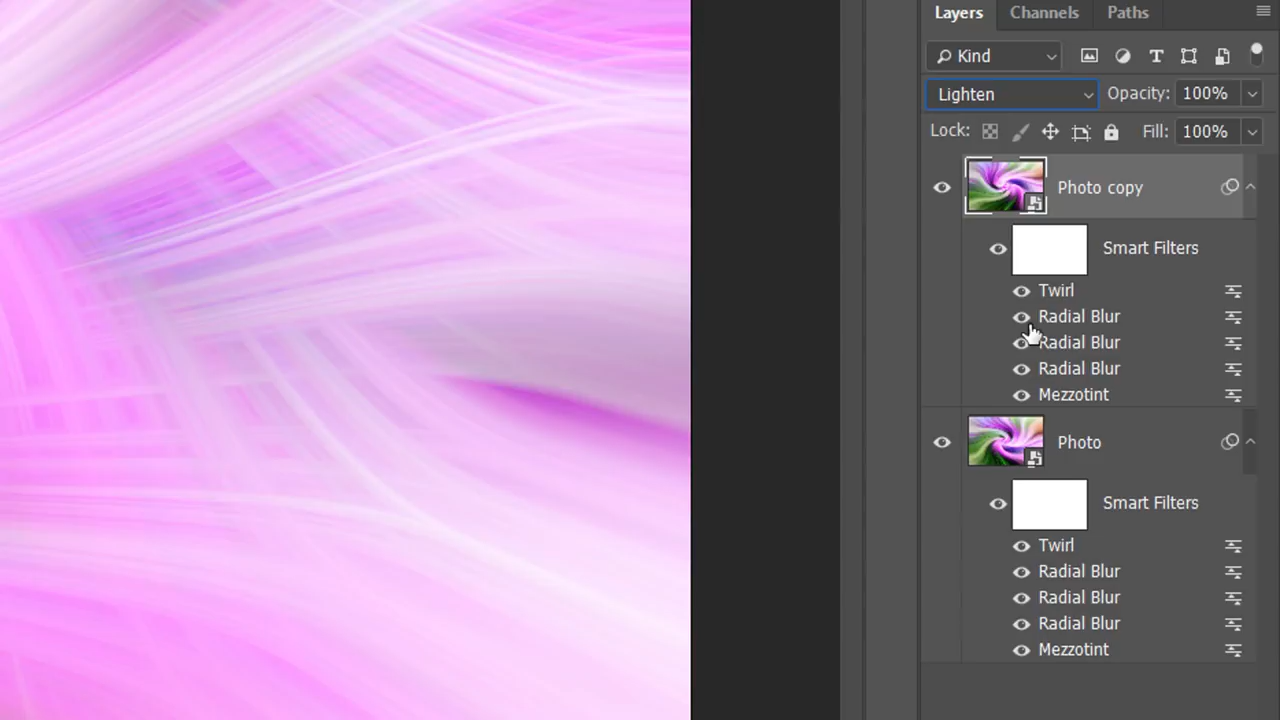 Layers Channels Paths
Kind
Lighten Opacity: 100%
Lock: Fill: 100%
Photo copy
Smart Filters
Twirl
Radial Blur
Radial Blur
Radial Blur
Mezzotint
Photo
Smart Filters
Twirl
Radial Blur
Radial Blur
Radial Blur
Mezzotint